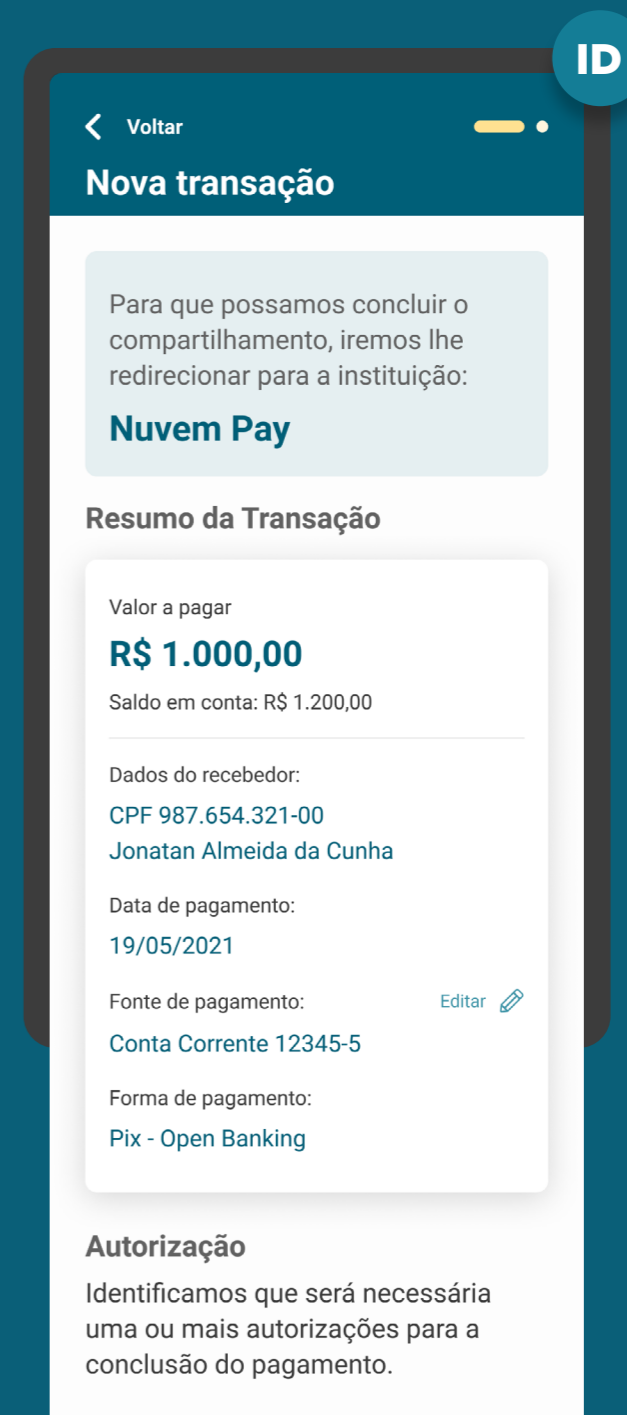 ID
Voltar
Nova transação
Para que possamos concluir o
compartilhamento, iremos lhe
redirecionar para a instituição:
Nuvem Pay
Resumo da Transação
Valor a pagar
R$ 1.000,00
Saldo em conta: R$ 1.200,00
Dados do recebedor:
CPF 987.654.321-00
Jonatan Almeida da Cunha
Data de pagamento:
19/05/2021
Fonte de pagamento: Editar
Conta Corrente 12345-5
Forma de pagamento:
Pix - Open Banking
Autorização
Identificamos que será necessária
uma ou mais autorizações para a
conclusão do pagamento.